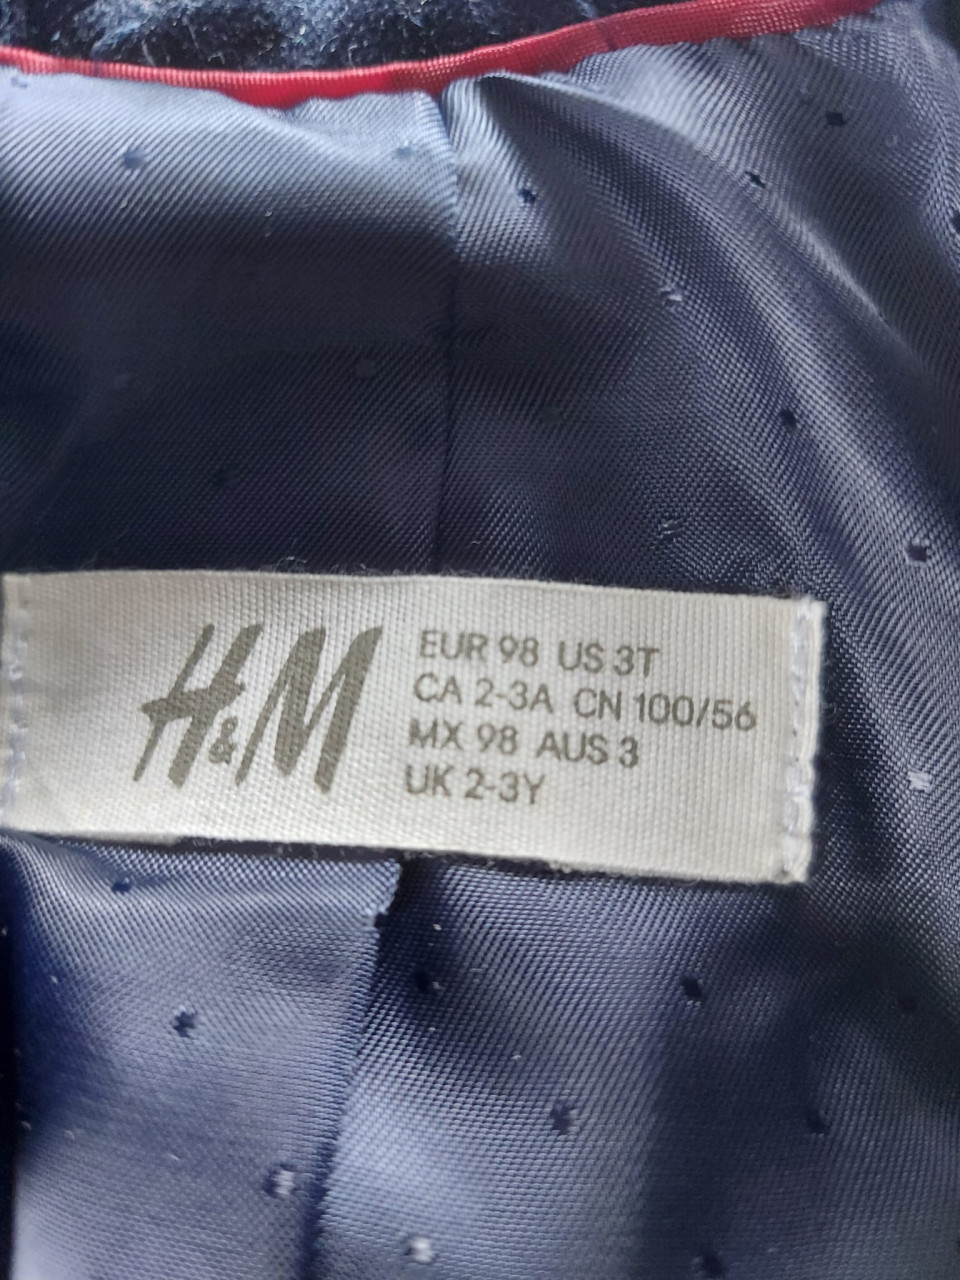 H&M
EUR 98 US 3T
CA 2-3A CN 100/56
MX 98 AUS 3
UK 2-3Y